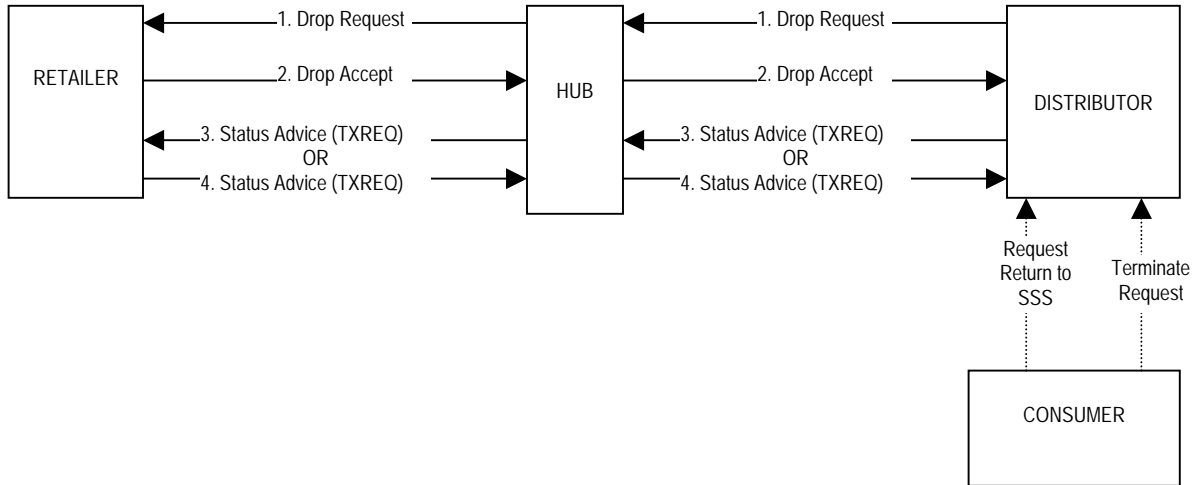 1. Drop Request
1. Drop Request
RETAILER
2. Drop Accept
HUB
2. Drop Accept
DISTRIBUTOR
3. Status Advice (TXREQ)
OR
4. Status Advice (TXREQ)
3. Status Advice (TXREQ)
OR
4. Status Advice (TXREQ)
Request
Return to
SSS
Terminate
Request
CONSUMER